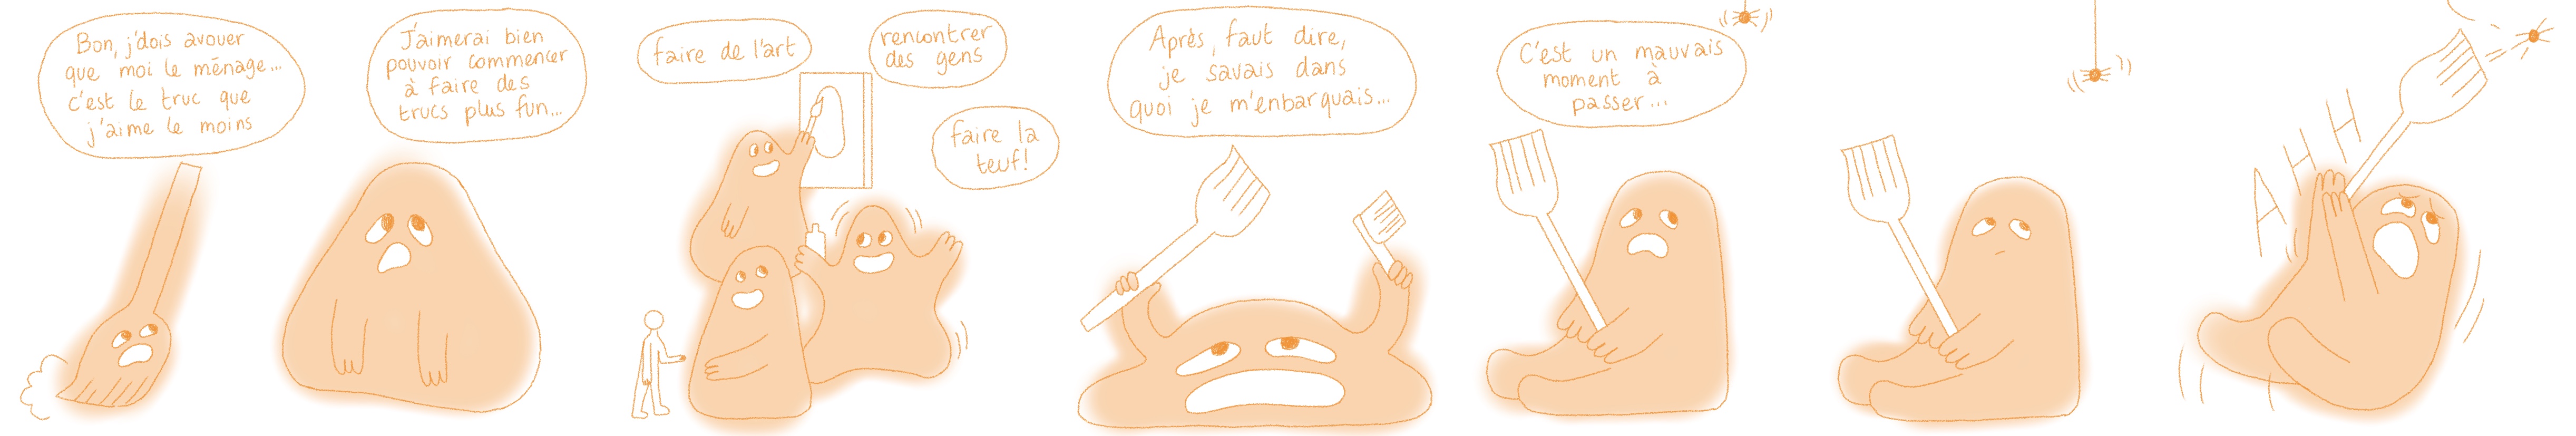 Bon, j'dois avouer
que moi le ménage...
c'est le truc que
j'aime le moins
J'aimerai bien
pouvoir commencer
à faire des
trucs plus fun...
faire de l'art
rencontrer
des gens
faire la
teuf!
Après, faut dire,
je savais dans
quoi je m'enbarquais...
C'est un mauvais
moment à
passer...
AHHH